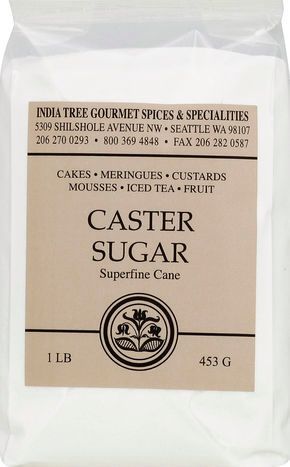 INDIA TREE GOURMET SPICES & SPECIALITIES
5309 SHILSHOLE AVENUE NW • SEATTLE WA 98107
206 270 0293 • 800 369 4848 • FAX 206 282 0587
CAKES • MERINGUES • CUSTARDS
MOUSSES • ICED TEA • FRUIT
CASTER
SUGAR
Superfine Cane
1 LB 453 G